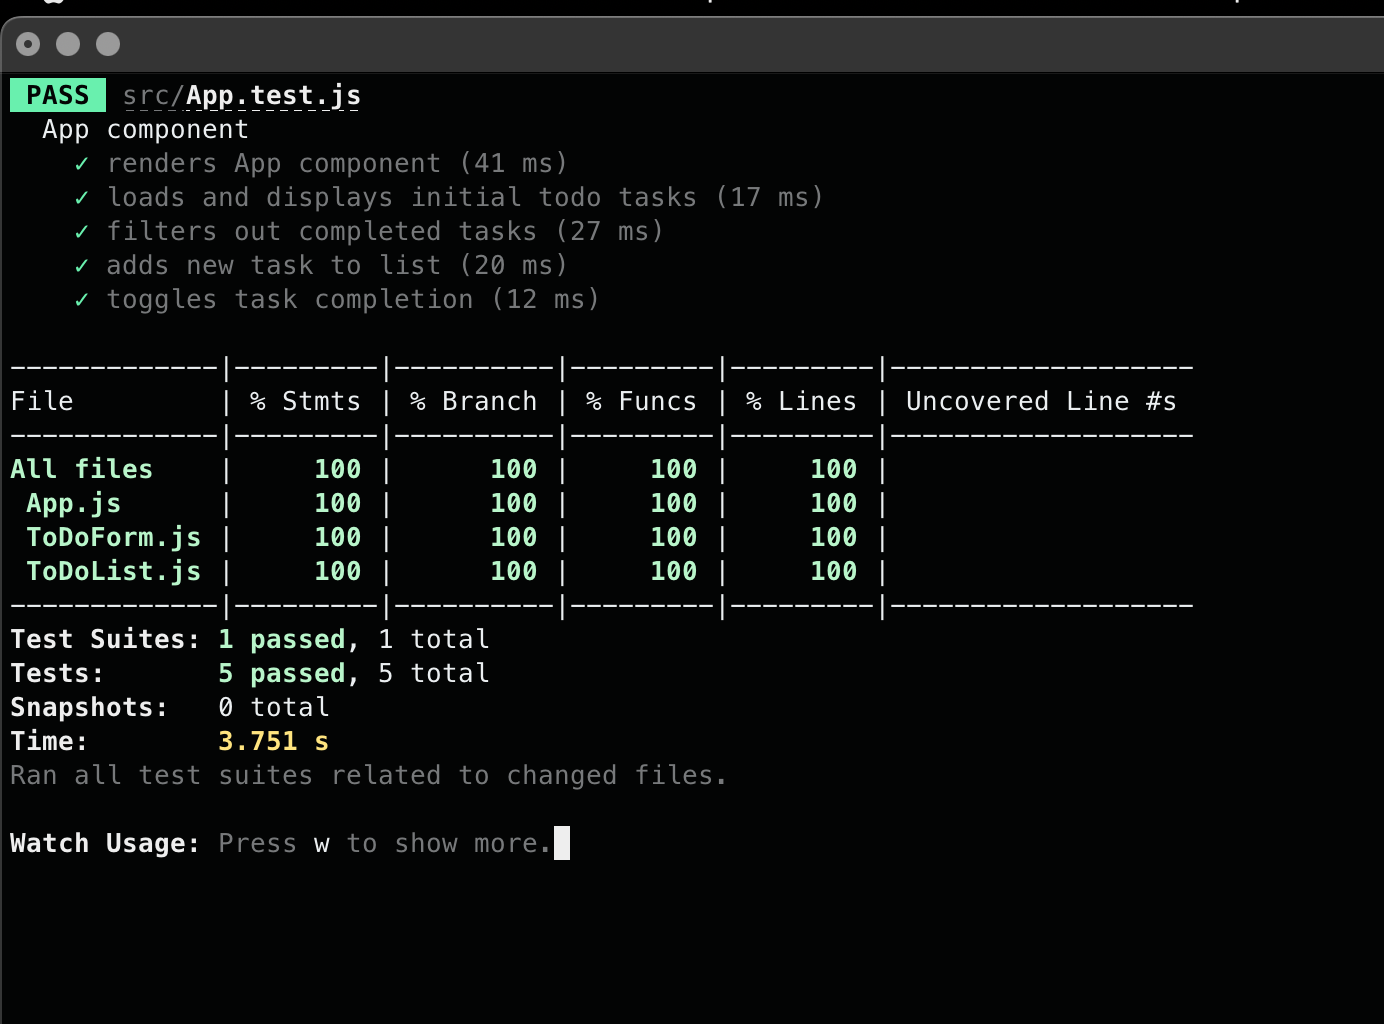 PASS src/App.test.js
App component
✓ renders App component (41 ms)
✓ loads and displays initial todo tasks (17 ms)
✓ filters out completed tasks (27 ms)
✓ adds new task to list (20 ms)
✓ toggles task completion (12 ms)
-------------|---------|----------|---------|---------|-------------------
File | % Stmts | % Branch | % Funcs | % Lines | Uncovered Line #s
-------------|---------|----------|---------|---------|-------------------
All files | 100 | 100 | 100 | 100 |
App.js | 100 | 100 | 100 | 100 |
ToDoForm.js | 100 | 100 | 100 | 100 |
ToDoList.js | 100 | 100 | 100 | 100 |
-------------|---------|----------|---------|---------|-------------------
Test Suites: 1 passed, 1 total
Tests: 5 passed, 5 total
Snapshots: 0 total
Time: 3.751 s
Ran all test suites related to changed files.
Watch Usage: Press w to show more.